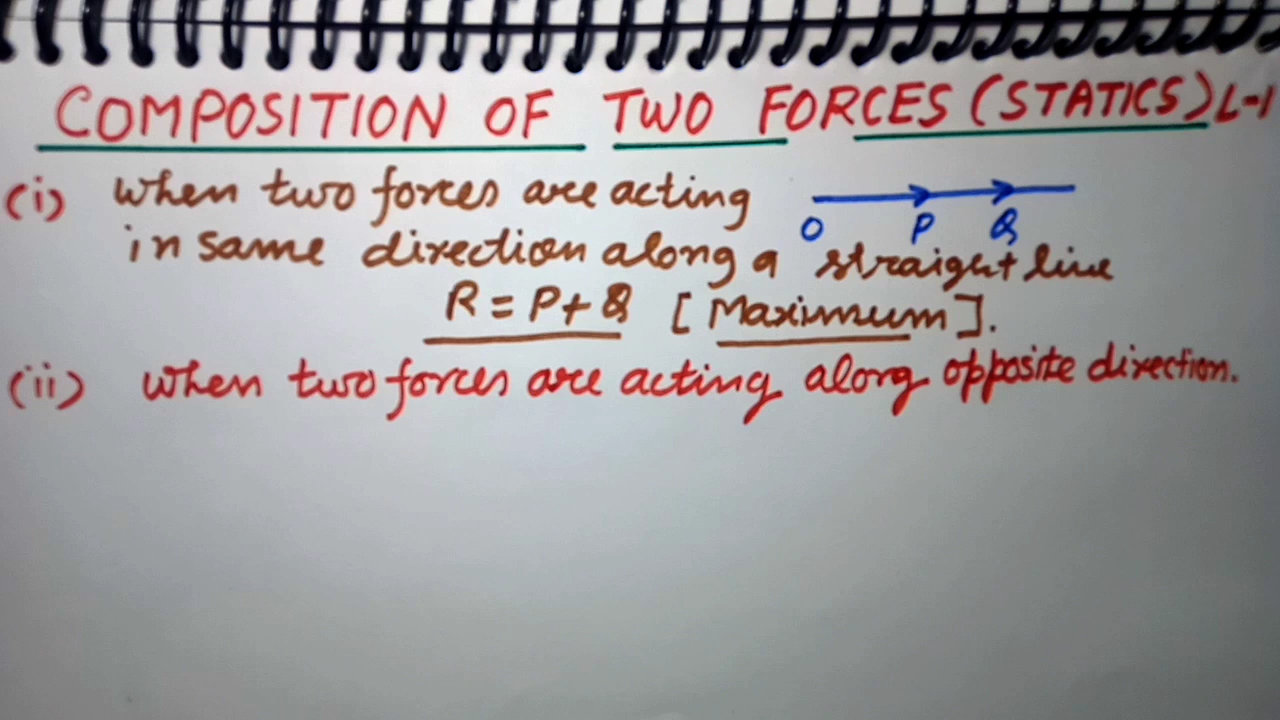 COMPOSITION OF TWO FORCES (STATICS) L-1
(i) when two forces are acting
O P Q
in same direction along a straight line
R = P + Q [Maximum].
(ii) when two forces are acting along opposite direction.